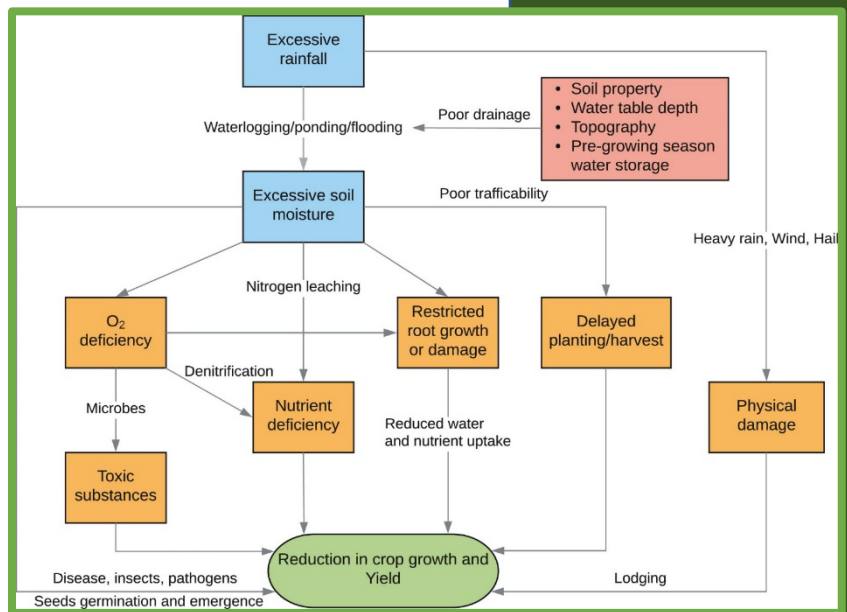 Excessive
rainfall
• Soil property
• Water table depth
• Topography
• Pre-growing season
water storage
Poor drainage
Waterlogging/ponding/flooding
Excessive soil
moisture
Poor trafficability
Heavy rain, Wind, Hail
Nitrogen leaching
O₂
deficiency
Restricted
root growth
or damage
Delayed
planting/harvest
Denitrification
Microbes
Nutrient
deficiency
Reduced water
and nutrient uptake
Physical
damage
Toxic
substances
Reduction in crop growth and
Yield
Disease, insects, pathogens
Seeds germination and emergence
Lodging